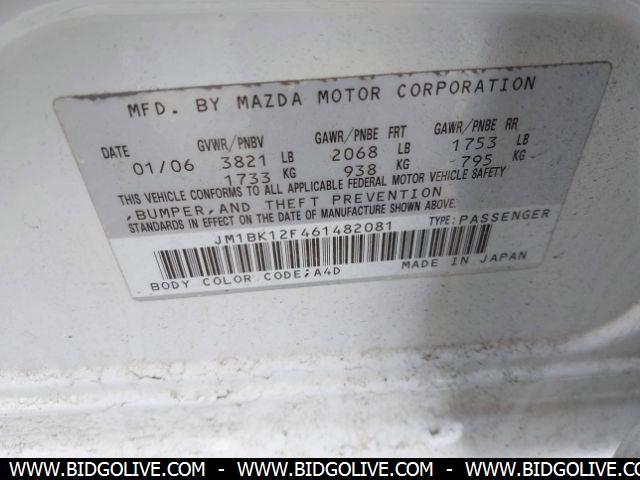 MFD. BY MAZDA MOTOR CORPORATION
DATE GVWR/PNBV GAWR/PNBE FRT GAWR/PNBE RR
01/06 3821 LB 2068 LB 1753 LB
1733 KG 938 KG 795 KG
THIS VEHICLE CONFORMS TO ALL APPLICABLE FEDERAL MOTOR VEHICLE SAFETY
,BUMPER,AND THEFT PREVENTION
STANDARDS IN EFFECT ON THE DATE OF MANUFACTURE SHOWN ABOVE.
JM1BK12F461482081 TYPE:PASSENGER
BODY COLOR CODE;A4D MADE IN JAPAN
WWW.BIDGOLIVE.COM - WWW.BIDGOLIVE.COM - WWW.BIDGOLIVE.COM